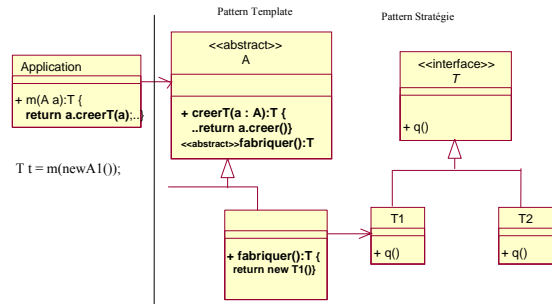 Pattern Template
Pattern Stratégie
Application
+ m(A a):T {
return a.creerT(a);..}
T t = m(newA1());
<<abstract>>
A
+ creerT(a : A):T {
..return a.creer()}
<<abstract>>fabriquer():T
<<interface>>
T
+ q()
+ fabriquer():T {
return new T1()}
T1
+ q()
T2
+ q()